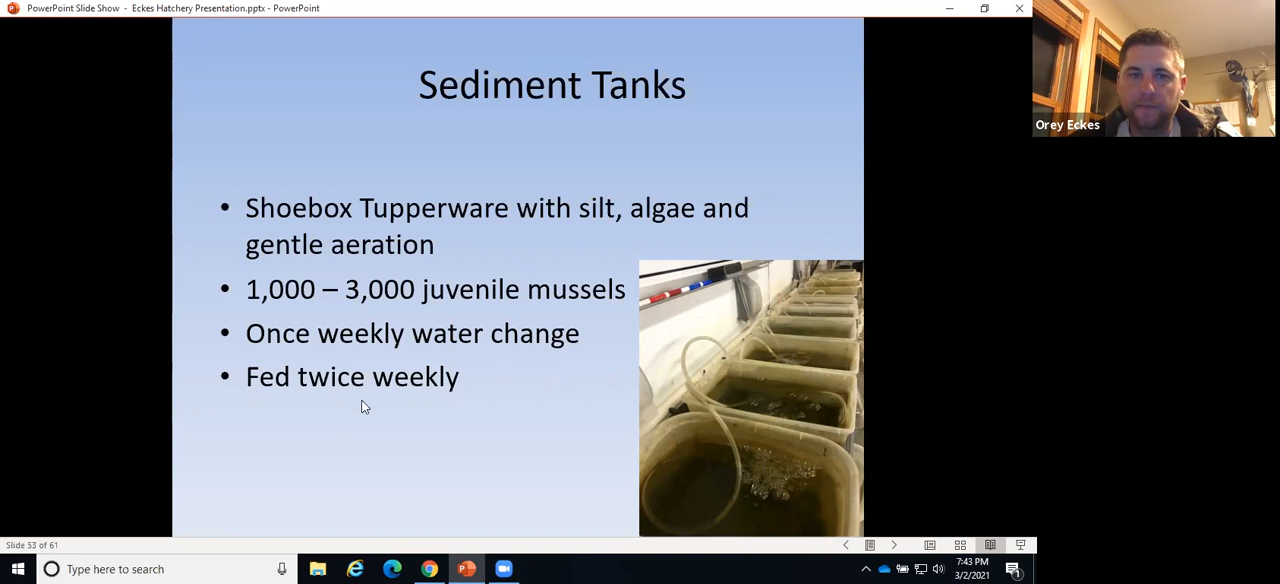 PowerPoint Slide Show - Eckes Hatchery Presentation.pptx - PowerPoint
Sediment Tanks
Orey Eckes
• Shoebox Tupperware with silt, algae and
gentle aeration
• 1,000 – 3,000 juvenile mussels
• Once weekly water change
• Fed twice weekly
Slide 53 of 61
Type here to search
7:43 PM
3/2/2021
1